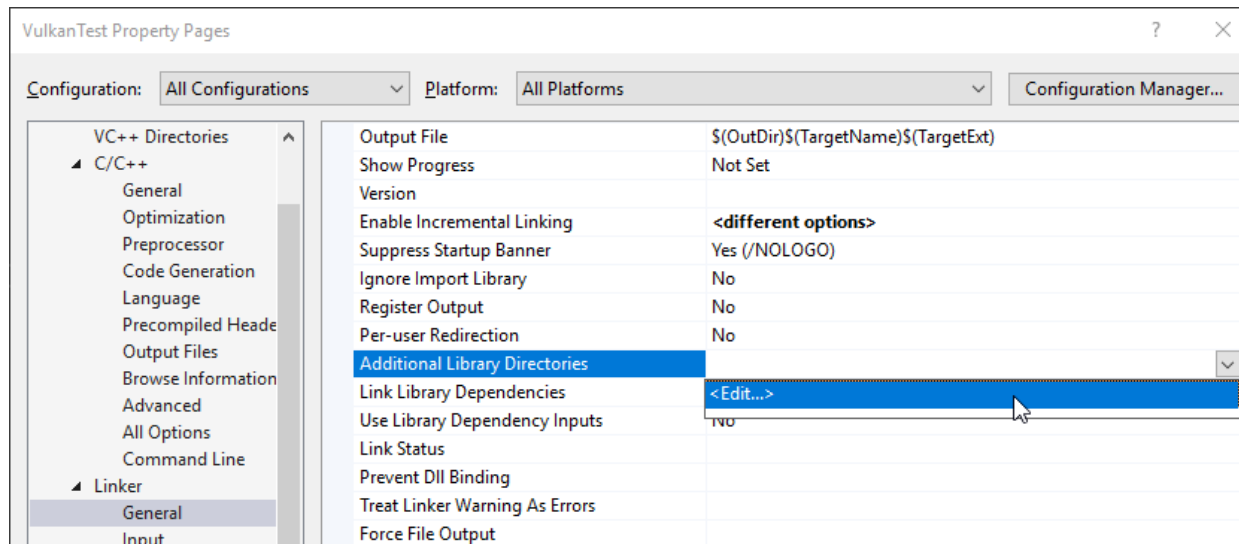 VulkanTest Property Pages
?
Configuration: All Configurations Platform: All Platforms Configuration Manager...
VC++ Directories
C/C++
General
Optimization
Preprocessor
Code Generation
Language
Precompiled Heade
Output Files
Browse Information
Advanced
All Options
Command Line
Linker
General
Input
Output File $(OutDir)$(TargetName)$(TargetExt)
Show Progress Not Set
Version
Enable Incremental Linking <different options>
Suppress Startup Banner Yes (/NOLOGO)
Ignore Import Library No
Register Output No
Per-user Redirection No
Additional Library Directories
Link Library Dependencies <Edit...>
Use Library Dependency Inputs No
Link Status
Prevent Dll Binding
Treat Linker Warning As Errors
Force File Output